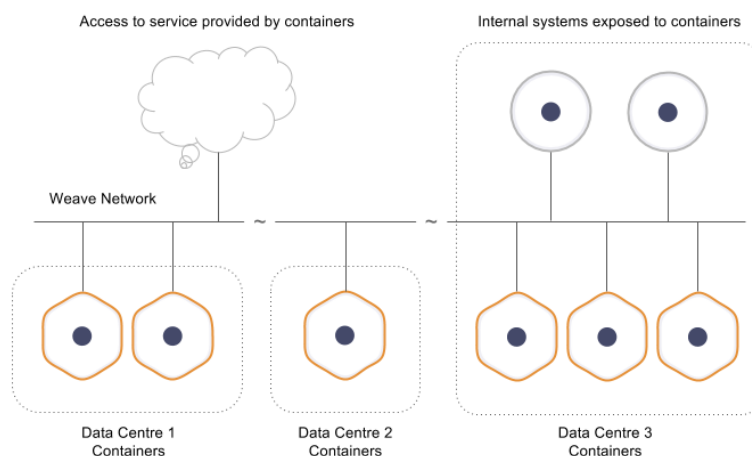 Access to service provided by containers
Internal systems exposed to containers
Weave Network
~
~
Data Centre 1
Containers
Data Centre 2
Containers
Data Centre 3
Containers